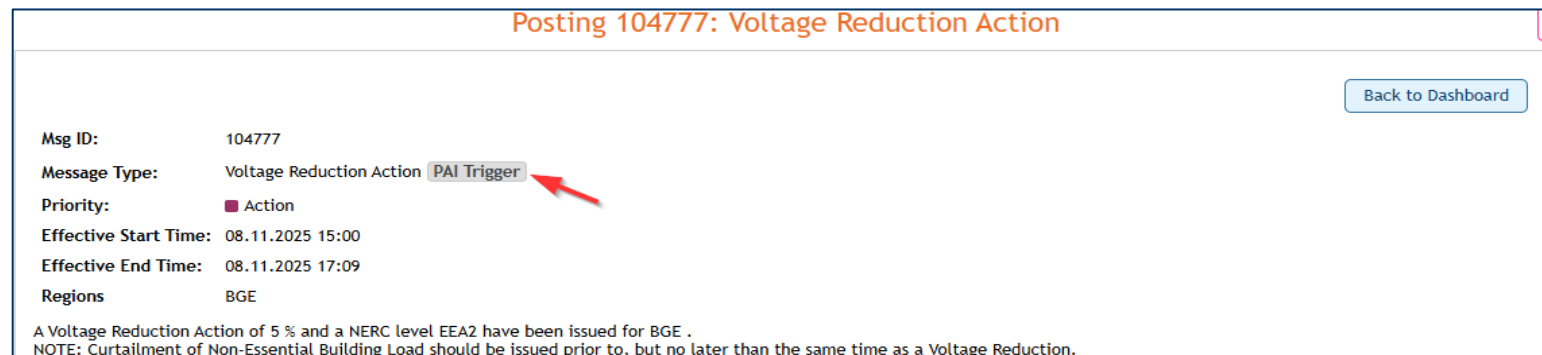 Posting 104777: Voltage Reduction Action
Back to Dashboard
Msg ID: 104777
Message Type: Voltage Reduction Action PAI Trigger
Priority: Action
Effective Start Time: 08.11.2025 15:00
Effective End Time: 08.11.2025 17:09
Regions BGE
A Voltage Reduction Action of 5 % and a NERC level EEA2 have been issued for BGE .
NOTE: Curtailment of Non-Essential Building Load should be issued prior to, but no later than the same time as a Voltage Reduction.